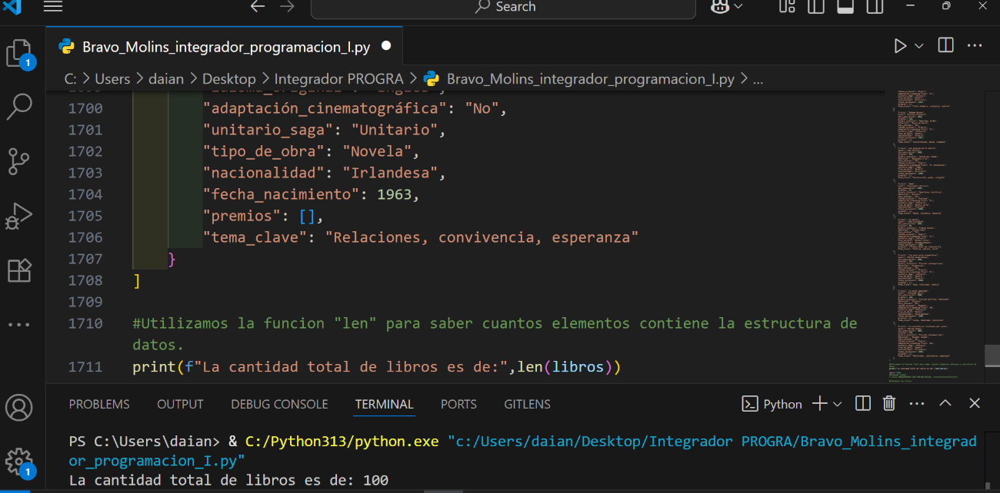 Search
Bravo_Molins_integrador_programacion_I.py
C: > Users > daian > Desktop > Integrador PROGRA > Bravo_Molins_integrador_programacion_I.py > ...
1700 "adaptación_cinematográfica": "No",
1701 "unitario_saga": "Unitario",
1702 "tipo_de_obra": "Novela",
1703 "nacionalidad": "Irlandesa",
1704 "fecha_nacimiento": 1963,
1705 "premios": [],
1706 "tema_clave": "Relaciones, convivencia, esperanza"
1707 }
1708 ]
1709
1710 #Utilizamos la funcion "len" para saber cuantos elementos contiene la estructura de
datos.
1711 print(f"La cantidad total de libros es de:",len(libros))
PROBLEMS OUTPUT DEBUG CONSOLE TERMINAL PORTS GITLENS
Python
PS C:\Users\daian> & C:/Python313/python.exe "c:/Users/daian/Desktop/Integrador PROGRA/Bravo_Molins_integrad
or_programacion_I.py"
La cantidad total de libros es de: 100
1
1